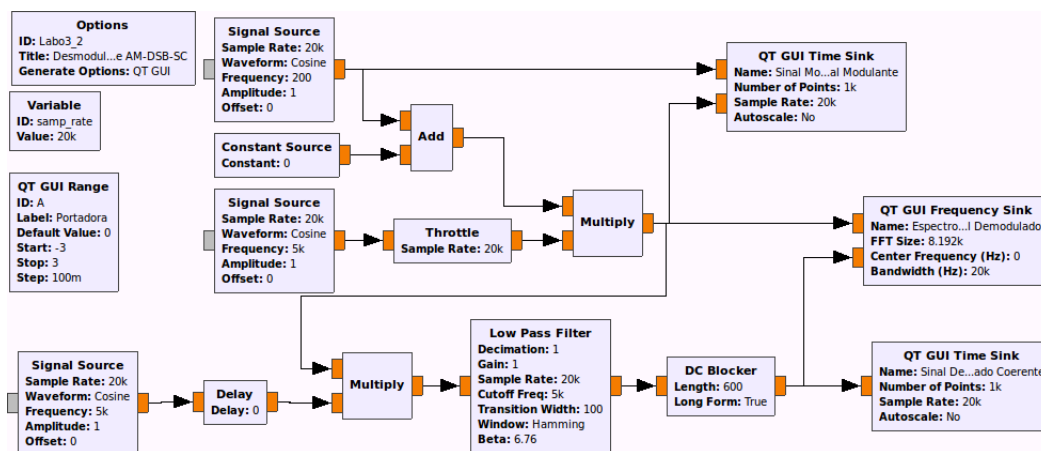 Options
ID: Labo3_2
Title: Desmodul...e AM-DSB-SC
Generate Options: QT GUI
Variable
ID: samp_rate
Value: 20k
QT GUI Range
ID: A
Label: Portadora
Default Value: 0
Start: -3
Stop: 3
Step: 100m
Signal Source
Sample Rate: 20k
Waveform: Cosine
Frequency: 200
Amplitude: 1
Offset: 0
Constant Source
Constant: 0
Add
Signal Source
Sample Rate: 20k
Waveform: Cosine
Frequency: 5k
Amplitude: 1
Offset: 0
Throttle
Sample Rate: 20k
Multiply
QT GUI Time Sink
Name: Sinal Mo...al Modulante
Number of Points: 1k
Sample Rate: 20k
Autoscale: No
QT GUI Frequency Sink
Name: Espectro...l Demodulado
FFT Size: 8.192k
Center Frequency (Hz): 0
Bandwidth (Hz): 20k
Signal Source
Sample Rate: 20k
Waveform: Cosine
Frequency: 5k
Amplitude: 1
Offset: 0
Delay
Delay: 0
Multiply
Low Pass Filter
Decimation: 1
Gain: 1
Sample Rate: 20k
Cutoff Freq: 5k
Transition Width: 100
Window: Hamming
Beta: 6.76
DC Blocker
Length: 600
Long Form: True
QT GUI Time Sink
Name: Sinal De...ado Coerente
Number of Points: 1k
Sample Rate: 20k
Autoscale: No